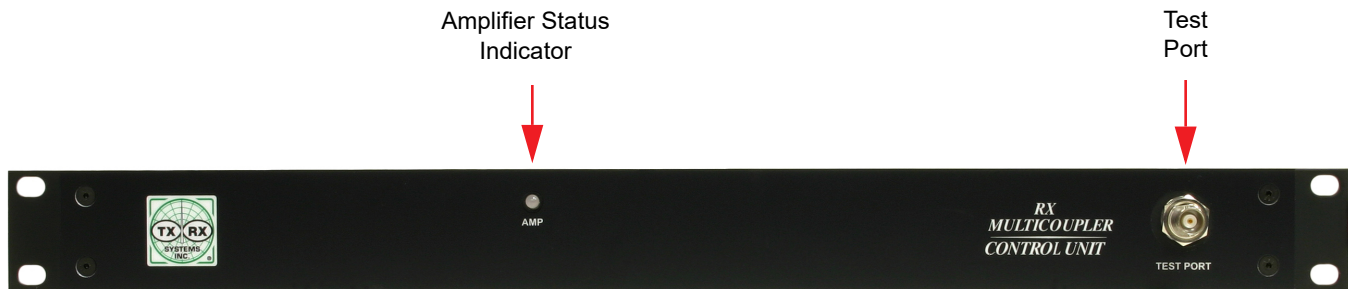 Amplifier Status
Indicator
Test
Port
TX RX
SYSTEMS
INC
®
AMP
RX
MULTICOUPLER
CONTROL UNIT
TEST PORT